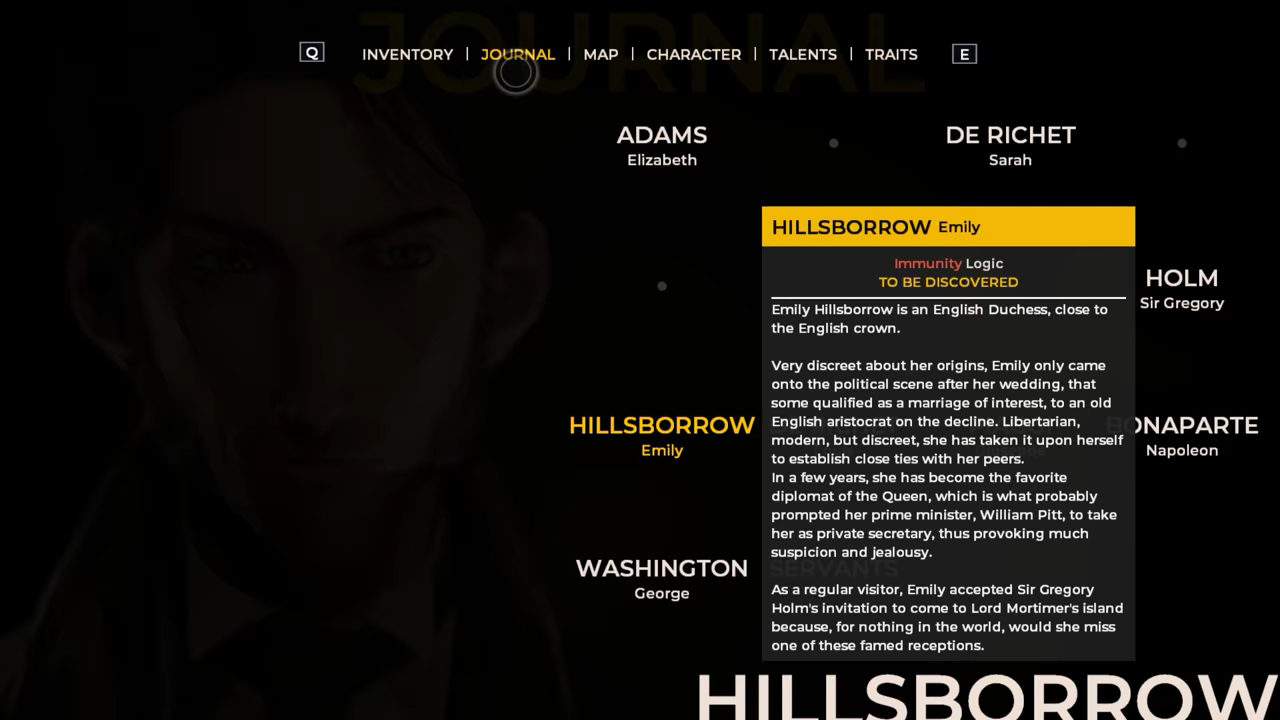 JOURNAL
Q
INVENTORY | JOURNAL | MAP | CHARACTER | TALENTS | TRAITS
E
ADAMS
Elizabeth
DE RICHET
Sarah
HILLSBORROW Emily
Immunity Logic
TO BE DISCOVERED
Emily Hillsborrow is an English Duchess, close to
the English crown.
Very discreet about her origins, Emily only came
onto the political scene after her wedding, that
some qualified as a marriage of interest, to an old
English aristocrat on the decline. Libertarian,
modern, but discreet, she has taken it upon herself
to establish close ties with her peers.
In a few years, she has become the favorite
diplomat of the Queen, which is what probably
prompted her prime minister, William Pitt, to take
her as private secretary, thus provoking much
suspicion and jealousy.
As a regular visitor, Emily accepted Sir Gregory
Holm's invitation to come to Lord Mortimer's island
because, for nothing in the world, would she miss
one of these famed receptions.
HOLM
Sir Gregory
HILLSBORROW
Emily
BONAPARTE
Napoleon
WASHINGTON
George
SERVANTS
HILLSBORROW